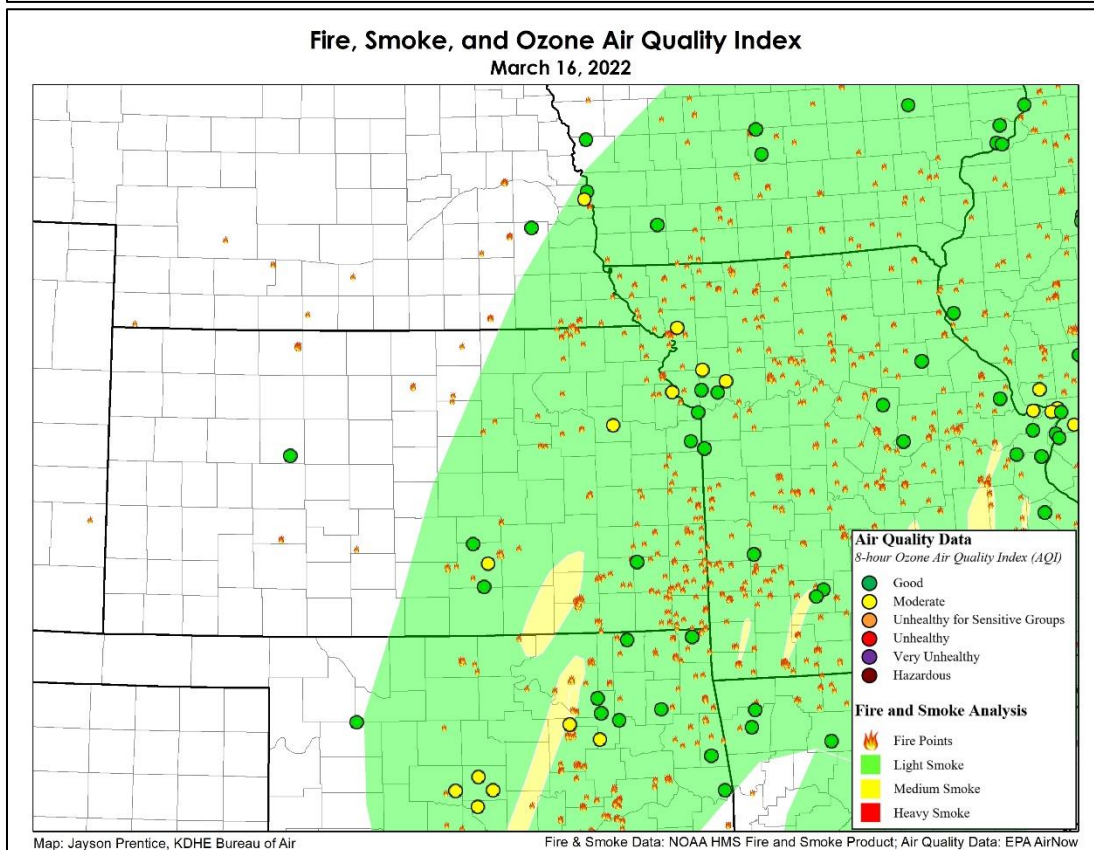 Fire, Smoke, and Ozone Air Quality Index
March 16, 2022
Air Quality Data
8-hour Ozone Air Quality Index (AQI)
Good
Moderate
Unhealthy for Sensitive Groups
Unhealthy
Very Unhealthy
Hazardous
Fire and Smoke Analysis
Fire Points
Light Smoke
Medium Smoke
Heavy Smoke
Map: Jayson Prentice, KDHE Bureau of Air
Fire & Smoke Data: NOAA HMS Fire and Smoke Product; Air Quality Data: EPA AirNow